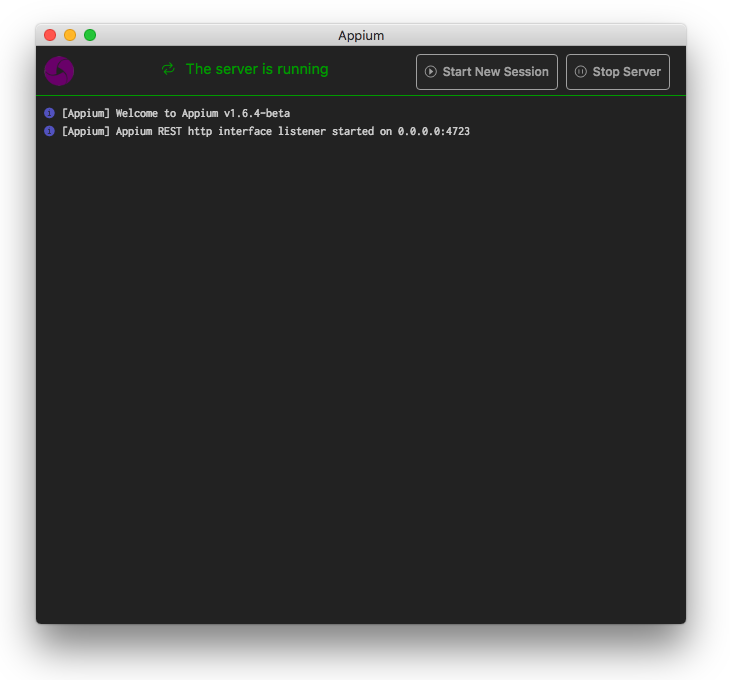 Appium
The server is running
Start New Session
Stop Server
[Appium] Welcome to Appium v1.6.4-beta
[Appium] Appium REST http interface listener started on 0.0.0.0:4723